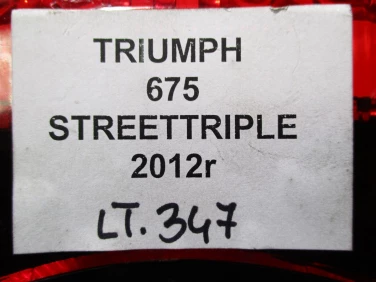 TRIUMPH
675
STREETTRIPLE
2012r
LT.347